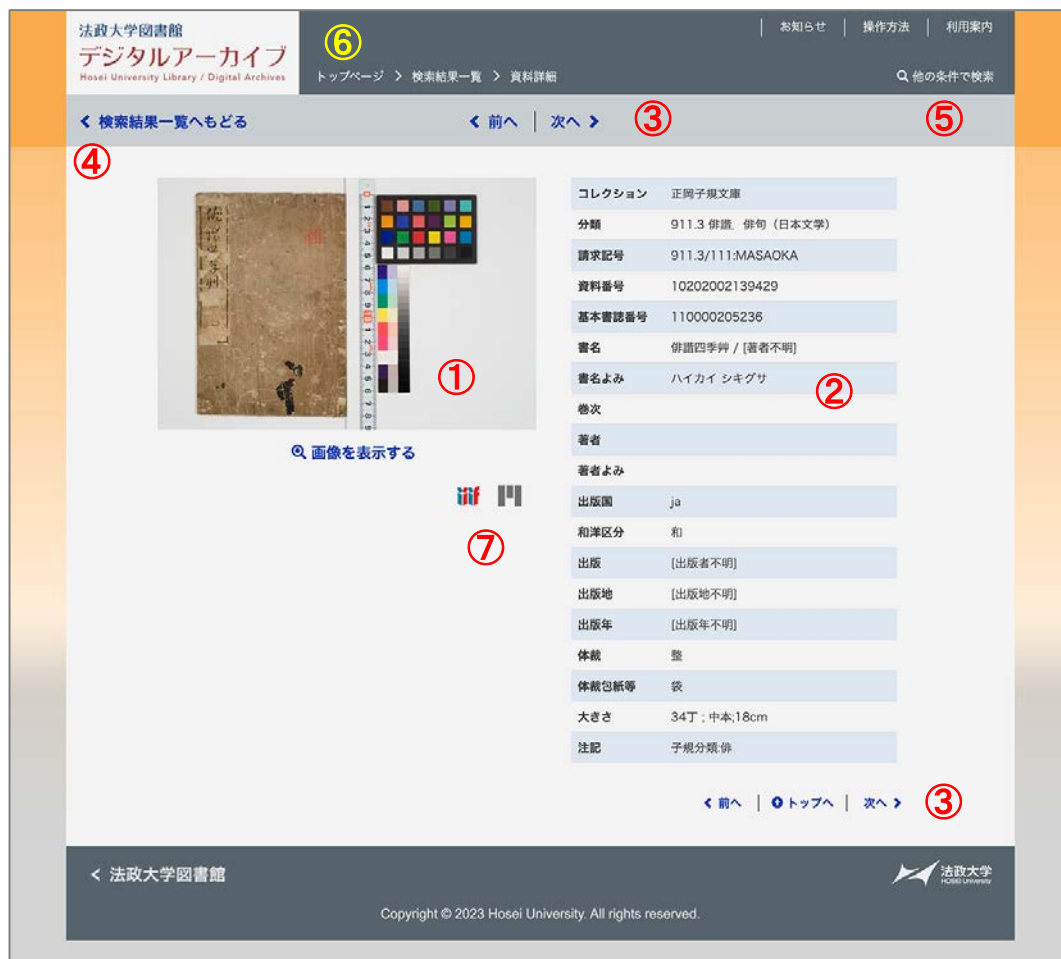 法政大学図書館
デジタルアーカイブ
Hosei University Library / Digital Archives
⑥
トップページ > 検索結果一覧 > 資料詳細
お知らせ | 操作方法 | 利用案内
他の条件で検索
< 検索結果一覧へもどる
< 前へ | 次へ >
③
⑤
④
①
画像を表示する
iiif
⑦
コレクション 正岡子規文庫
分類 911.3 俳諧．俳句（日本文学）
請求記号 911.3/111:MASAOKA
資料番号 10202002139429
基本書誌番号 110000205236
書名 俳諧四季艸 / [著者不明]
書名よみ ハイカイ シキグサ
②
巻次
著者
著者よみ
出版国 ja
和洋区分 和
出版 [出版者不明]
出版地 [出版地不明]
出版年 [出版年不明]
体裁 整
体裁包紙等 袋
大きさ 34丁 ; 中本;18cm
注記 子規分類:俳
< 前へ | トップへ | 次へ >
③
< 法政大学図書館
法政大学
HOSEI University
Copyright © 2023 Hosei University. All rights reserved.